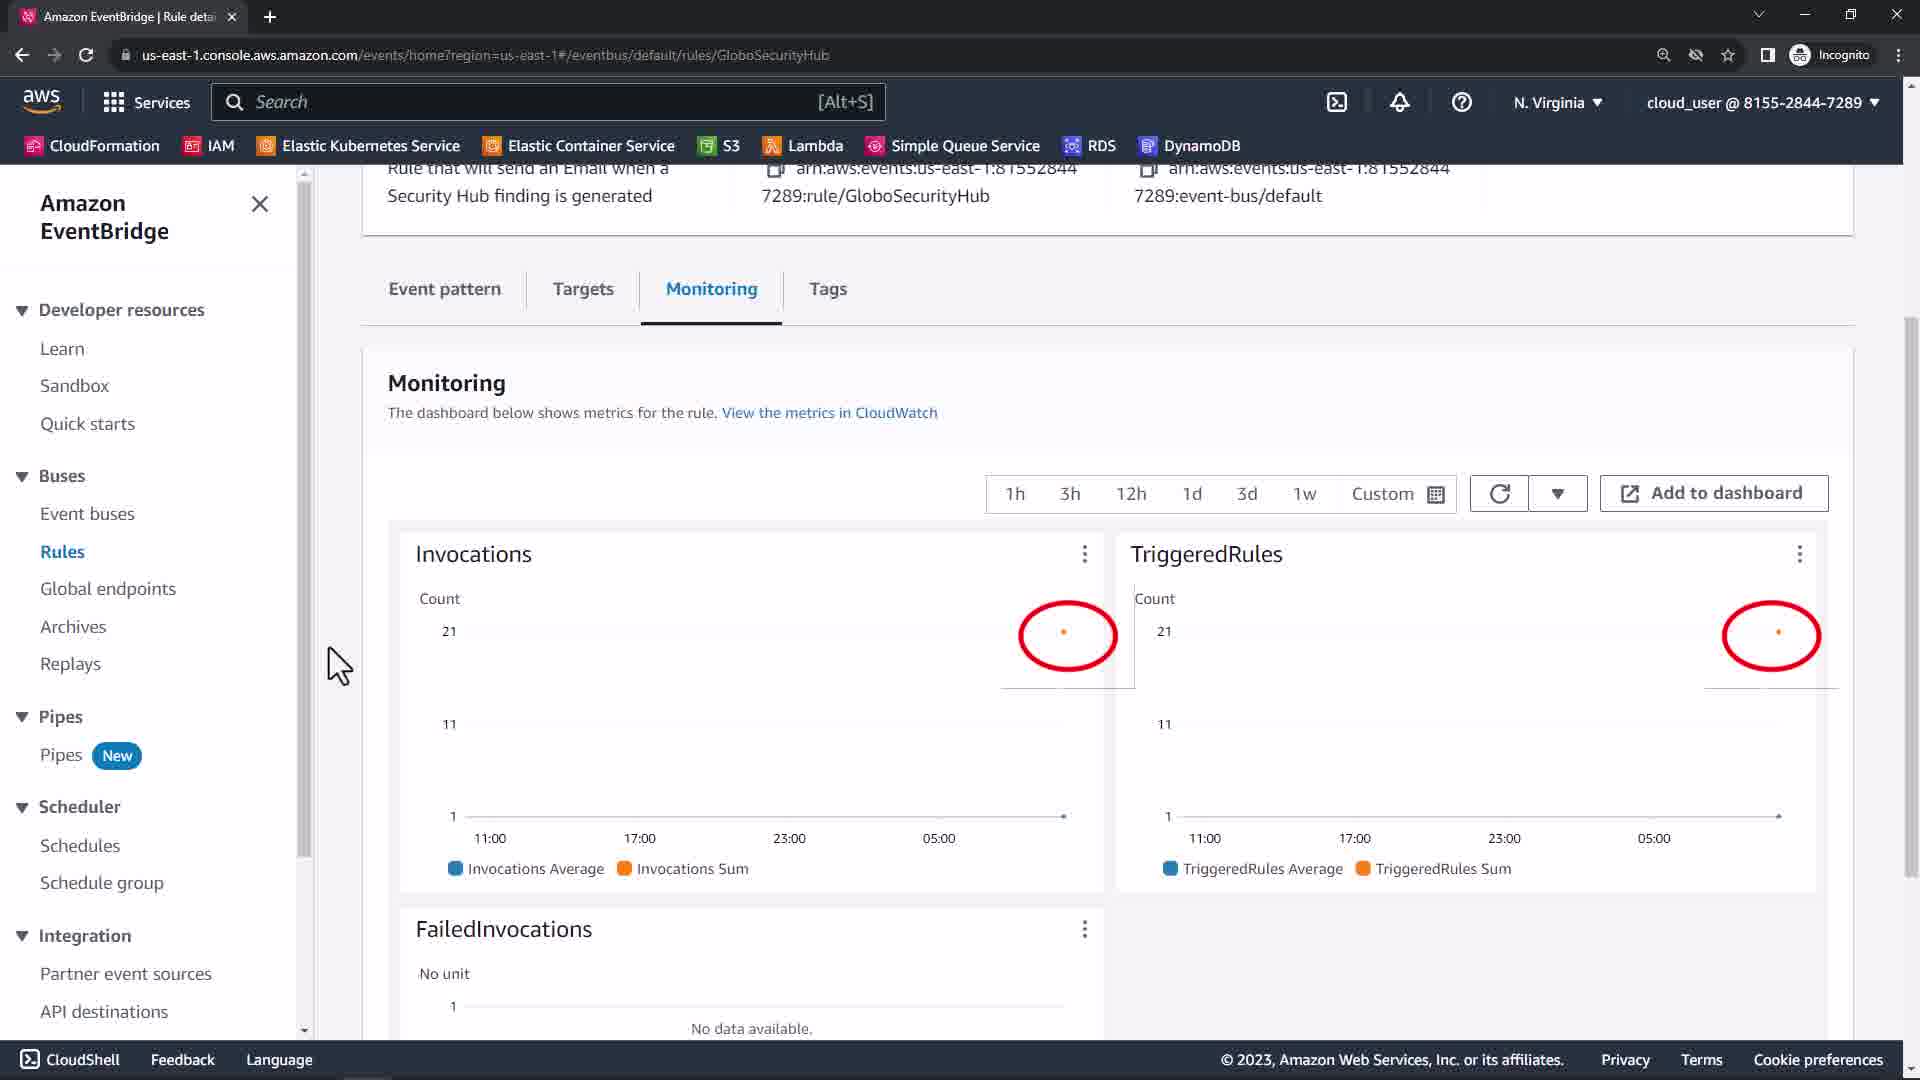 Amazon EventBridge | Rule detai
us-east-1.console.aws.amazon.com/events/home?region=us-east-1#/eventbus/default/rules/GloboSecurityHub
Incognito
aws
Services
Search
[Alt+S]
N. Virginia
cloud_user @ 8155-2844-7289
CloudFormation
IAM
Elastic Kubernetes Service
Elastic Container Service
S3
Lambda
Simple Queue Service
RDS
DynamoDB
Amazon
EventBridge
Developer resources
Learn
Sandbox
Quick starts
Buses
Event buses
Rules
Global endpoints
Archives
Replays
Pipes
Pipes
New
Scheduler
Schedules
Schedule group
Integration
Partner event sources
API destinations
Rule that will send an Email when a
Security Hub finding is generated
arn:aws:events:us-east-1:81552844
7289:rule/GloboSecurityHub
arn:aws:events:us-east-1:81552844
7289:event-bus/default
Event pattern
Targets
Monitoring
Tags
Monitoring
The dashboard below shows metrics for the rule. View the metrics in CloudWatch
1h
3h
12h
1d
3d
1w
Custom
Add to dashboard
Invocations
Count
21
11
1
11:00
17:00
23:00
05:00
Invocations Average
Invocations Sum
TriggeredRules
Count
21
11
1
11:00
17:00
23:00
05:00
TriggeredRules Average
TriggeredRules Sum
FailedInvocations
No unit
1
No data available.
CloudShell
Feedback
Language
© 2023, Amazon Web Services, Inc. or its affiliates.
Privacy
Terms
Cookie preferences